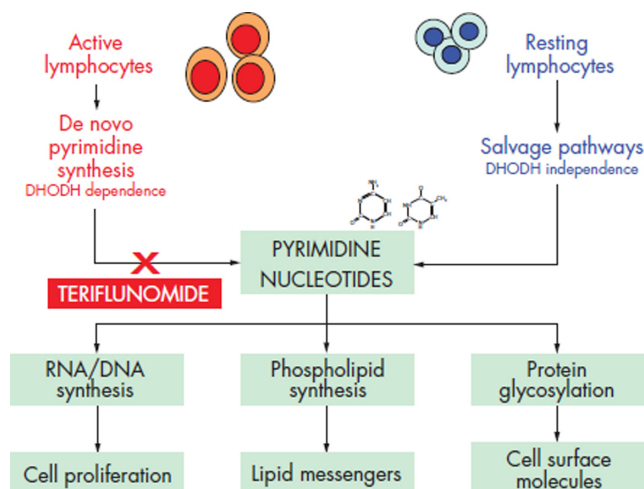 Active
lymphocytes
De novo
pyrimidine
synthesis
DHODH dependence
Resting
lymphocytes
Salvage pathways
DHODH independence
TERIFLUNOMIDE
PYRIMIDINE
NUCLEOTIDES
RNA/DNA
synthesis
Phospholipid
synthesis
Protein
glycosylation
Cell proliferation
Lipid messengers
Cell surface
molecules